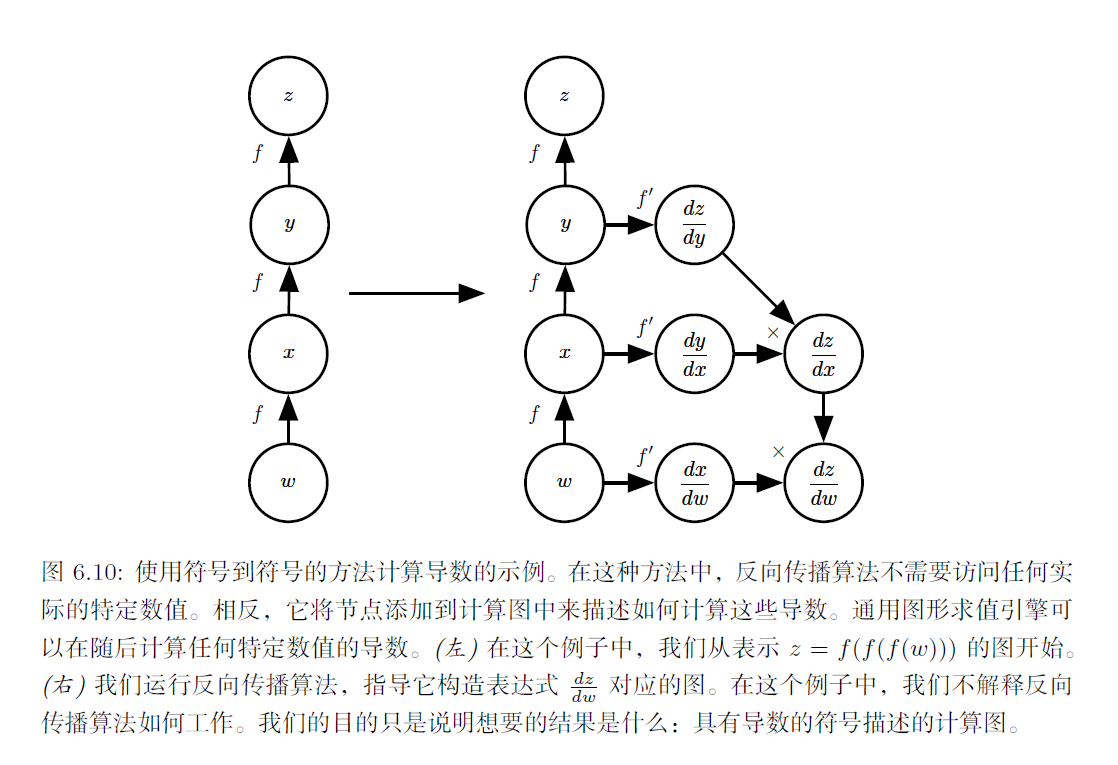 z z
f f
y f′ dz/dy
f f
x f′ dy/dx × dz/dx
f f
w f′ dx/dw × dz/dw
图 6.10: 使用符号到符号的方法计算导数的示例。在这种方法中，反向传播算法不需要访问任何实
际的特定数值。相反，它将节点添加到计算图中来描述如何计算这些导数。通用图形求值引擎可
以在随后计算任何特定数值的导数。(左) 在这个例子中，我们从表示 z = f(f(f(w))) 的图开始。
(右) 我们运行反向传播算法，指导它构造表达式 dz/dw 对应的图。在这个例子中，我们不解释反向
传播算法如何工作。我们的目的只是说明想要的结果是什么：具有导数的符号描述的计算图。